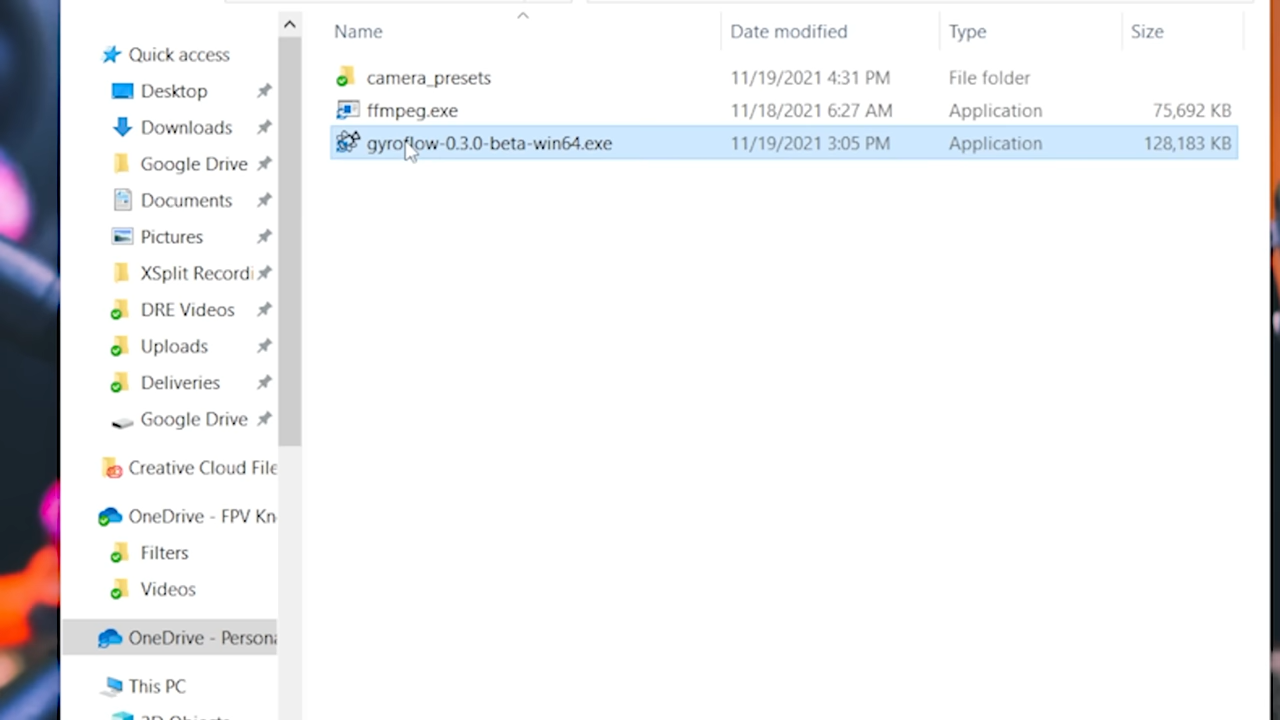 Name Date modified Type Size
Quick access
Desktop
Downloads
Google Drive
Documents
Pictures
XSplit Recordi
DRE Videos
Uploads
Deliveries
Google Drive
Creative Cloud File
OneDrive - FPV Kn
Filters
Videos
OneDrive - Persona
This PC
3D Objects
camera_presets 11/19/2021 4:31 PM File folder
ffmpeg.exe 11/18/2021 6:27 AM Application 75,692 KB
gyroflow-0.3.0-beta-win64.exe 11/19/2021 3:05 PM Application 128,183 KB